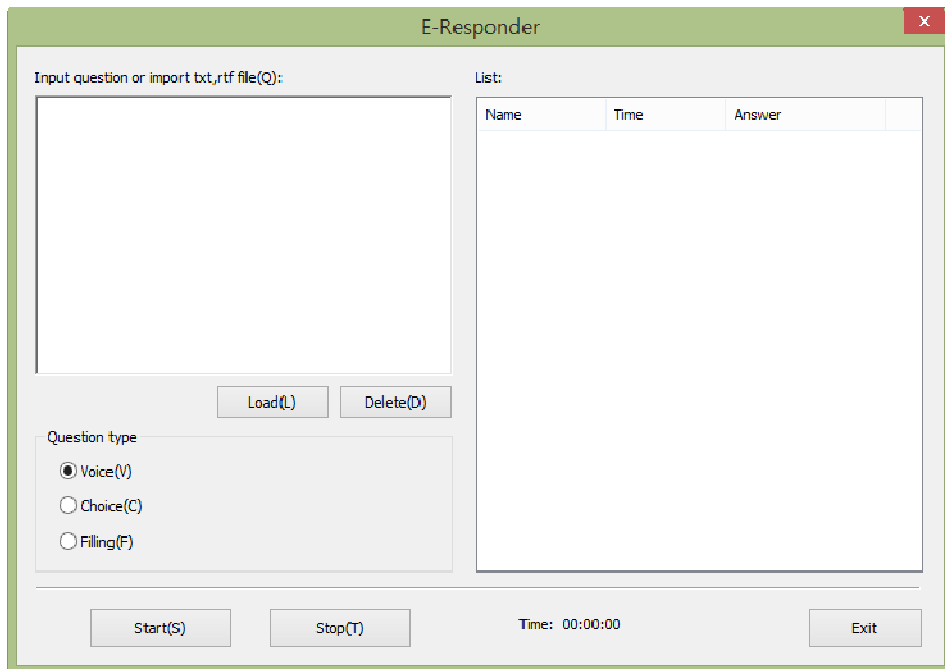 E-Responder
X
Input question or import txt,rtf file(Q)::
List:
Name Time Answer
Load(L) Delete(D)
Question type
Voice(V)
Choice(C)
Filling(F)
Start(S) Stop(T) Time: 00:00:00 Exit